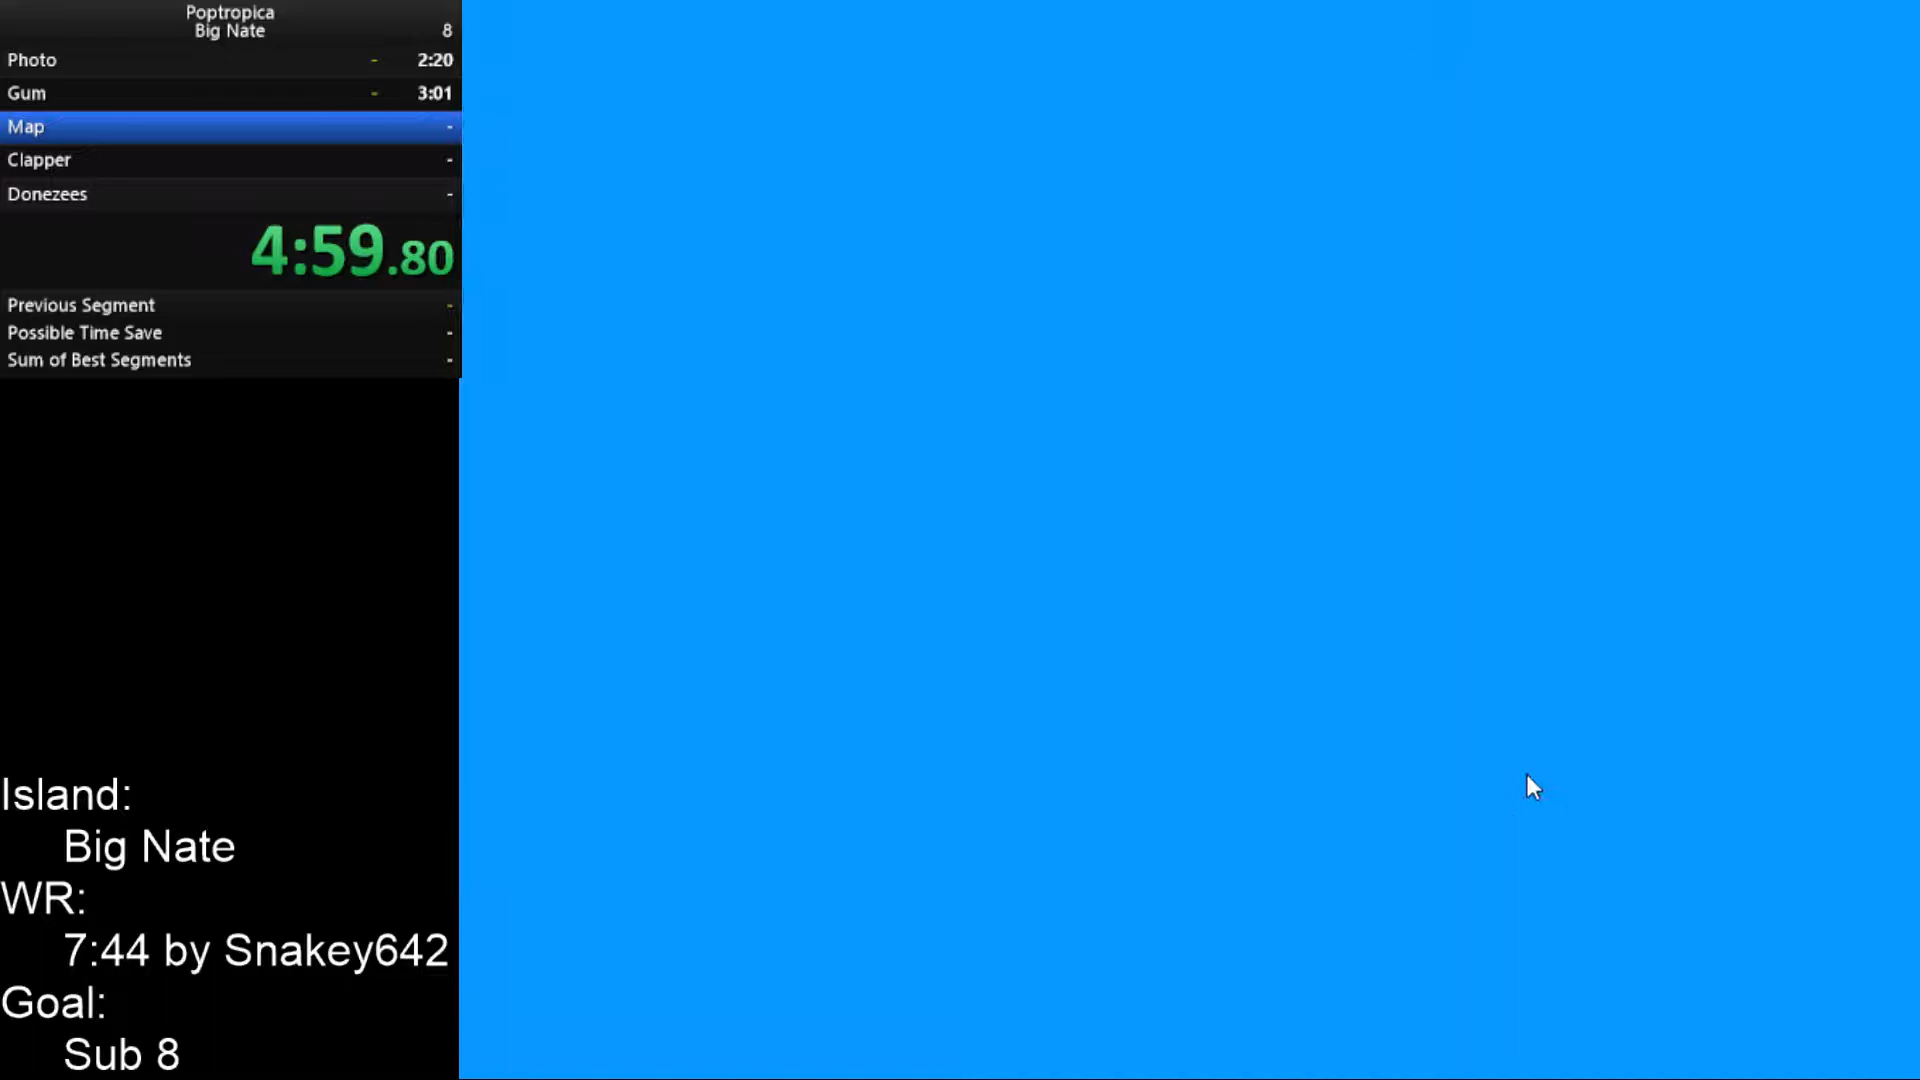 Poptropica
Big Nate 8
Photo - 2:20
Gum - 3:01
Map -
Clapper -
Donezees -
4:59.80
Previous Segment -
Possible Time Save -
Sum of Best Segments -
Island:
Big Nate
WR:
7:44 by Snakey642
Goal:
Sub 8